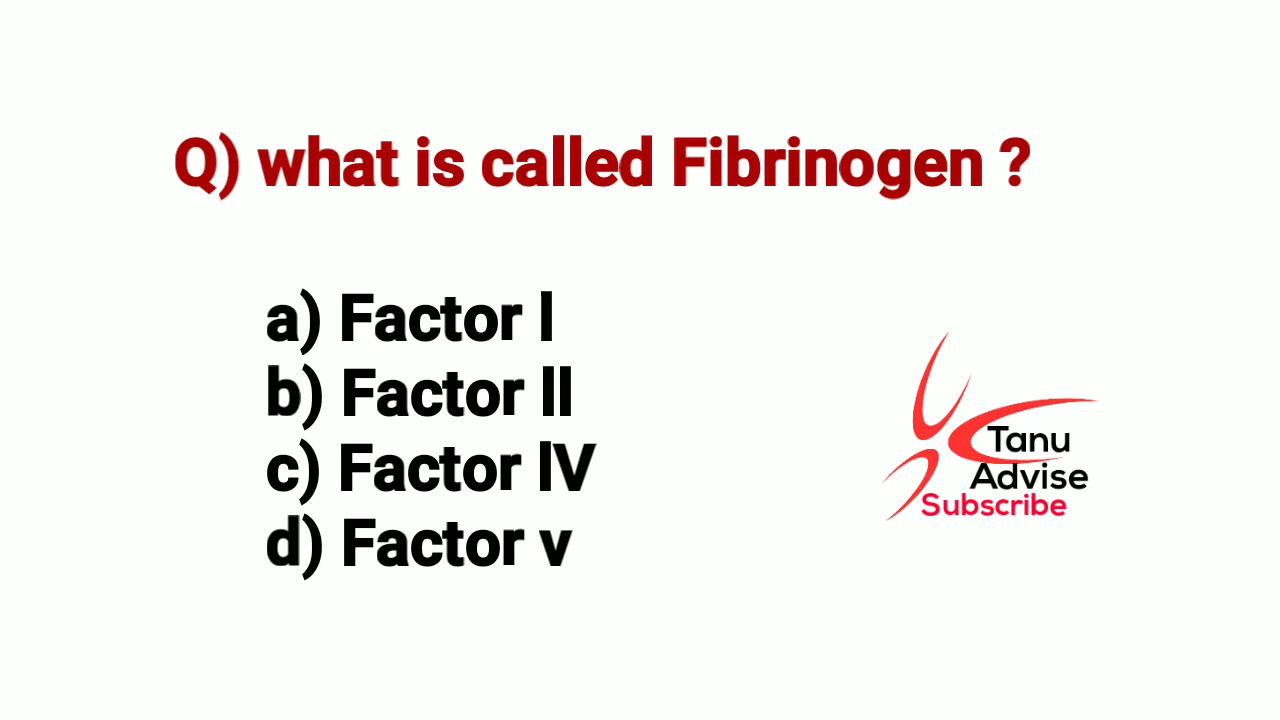 Q) what is called Fibrinogen ?
a) Factor I
b) Factor II
c) Factor IV
d) Factor v
Tanu
Advise
Subscribe